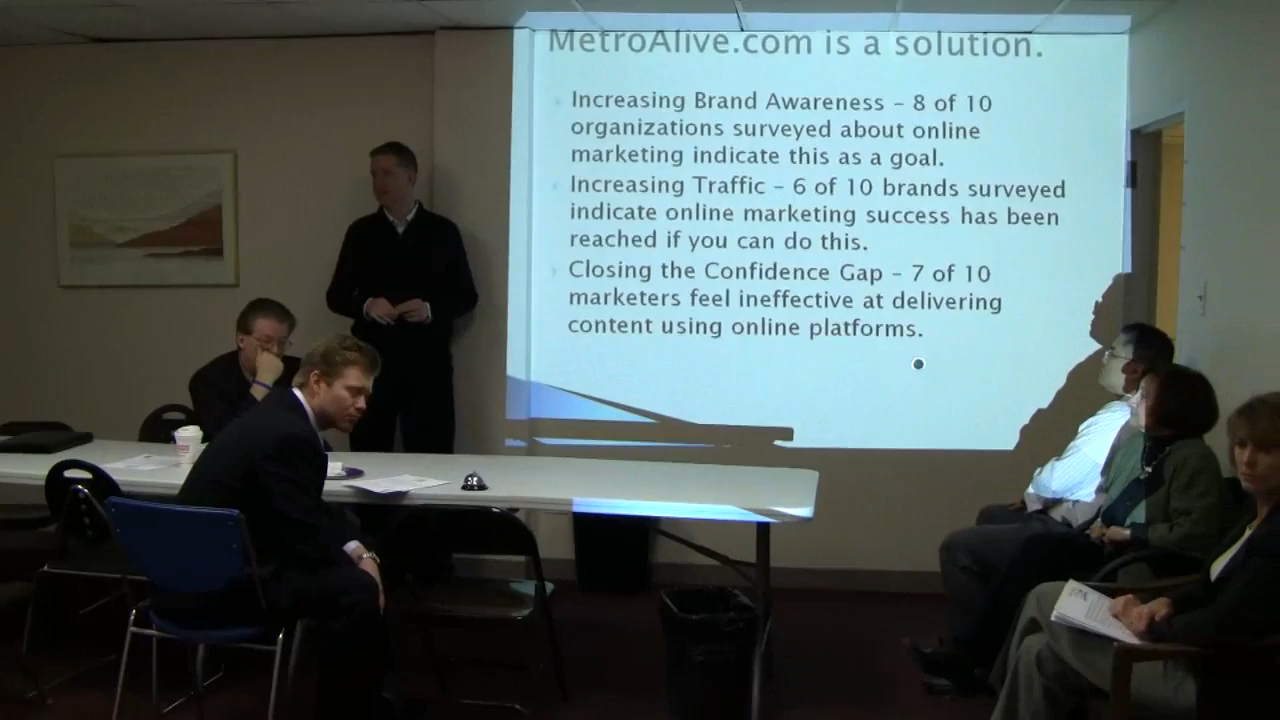 MetroAlive.com is a solution.
Increasing Brand Awareness – 8 of 10
organizations surveyed about online
marketing indicate this as a goal.
Increasing Traffic – 6 of 10 brands surveyed
indicate online marketing success has been
reached if you can do this.
Closing the Confidence Gap – 7 of 10
marketers feel ineffective at delivering
content using online platforms.